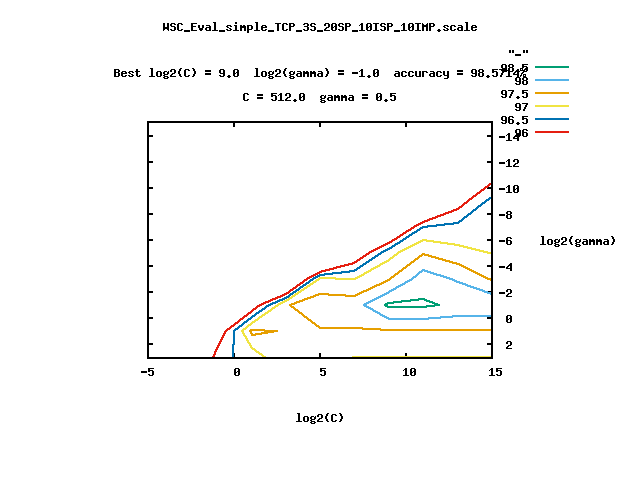 WSC_Eval_simple_TCP_3S_20SP_10ISP_10IMP.scale
"-"
Best log2(C) = 9.0 log2(gamma) = -1.0 accuracy = 98.5714%
98.5
98
97.5
C = 512.0 gamma = 0.5
97
96.5
96
-14
-12
-10
-8
-6
log2(gamma)
-4
-2
0
2
-5 0 5 10 15
log2(C)